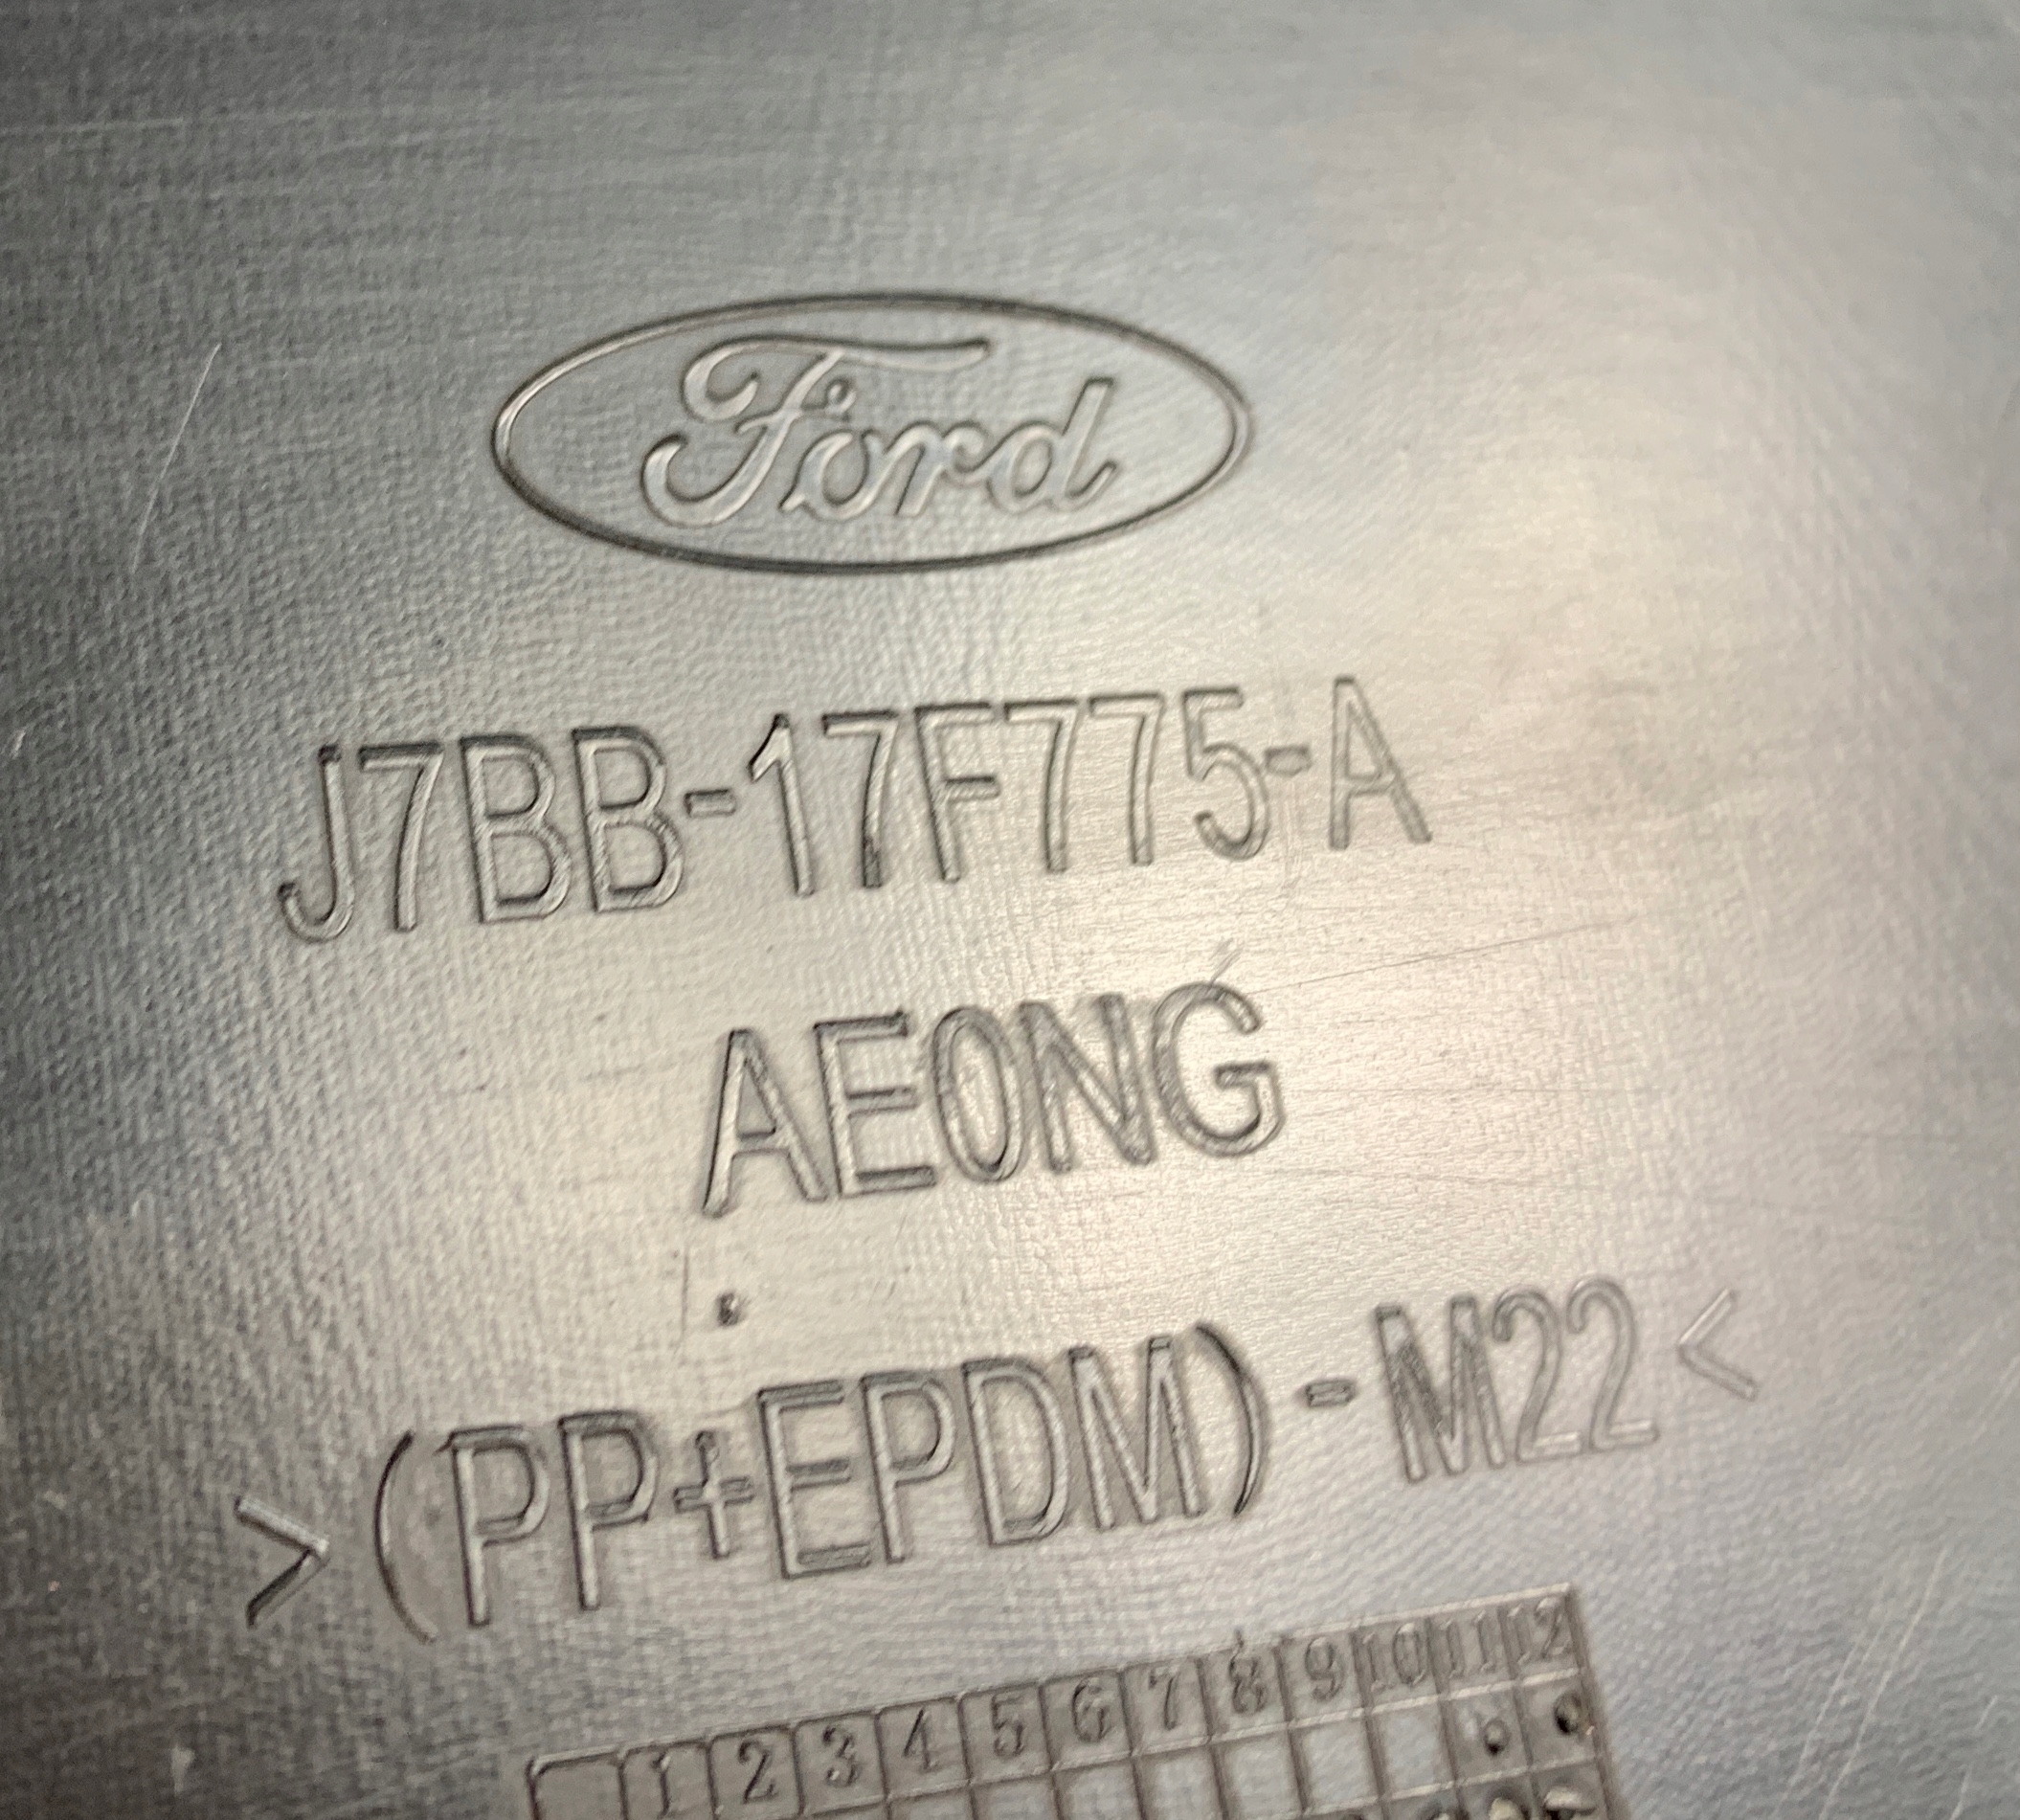 Ford
J7BB-17F775-A
AE0NG
>(PP+EPDM)-M22<
1 2 3 4 5 6 7 8 9 10 11 12